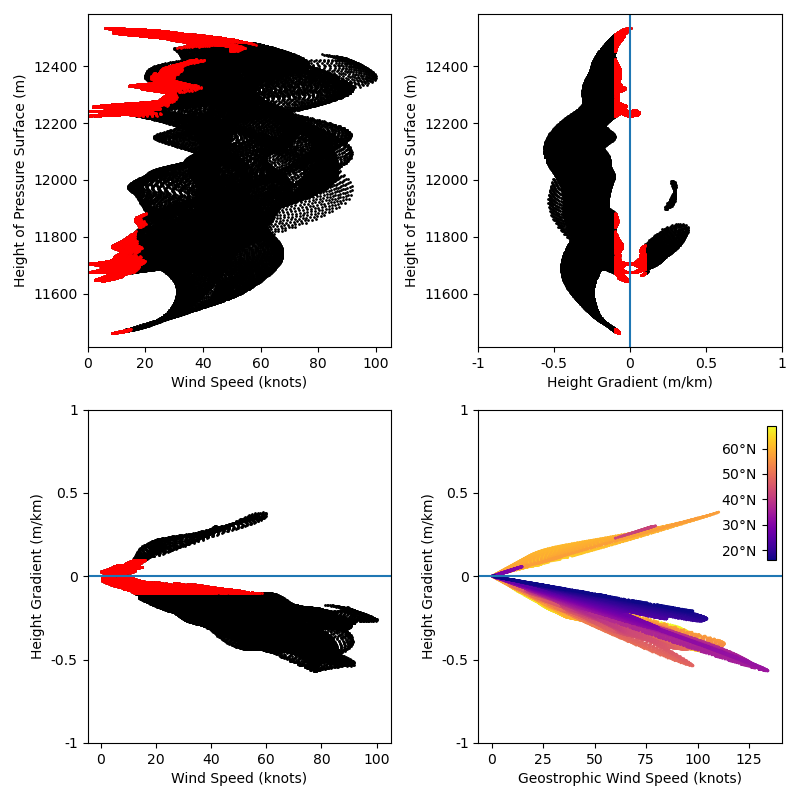 Height of Pressure Surface (m)
12400
12200
12000
11800
11600
0 20 40 60 80 100
Wind Speed (knots)
Height of Pressure Surface (m)
12400
12200
12000
11800
11600
-1 -0.5 0 0.5 1
Height Gradient (m/km)
Height Gradient (m/km)
1
0.5
0
-0.5
-1
0 20 40 60 80 100
Wind Speed (knots)
Height Gradient (m/km)
1
0.5
0
-0.5
-1
60°N
50°N
40°N
30°N
20°N
0 25 50 75 100 125
Geostrophic Wind Speed (knots)